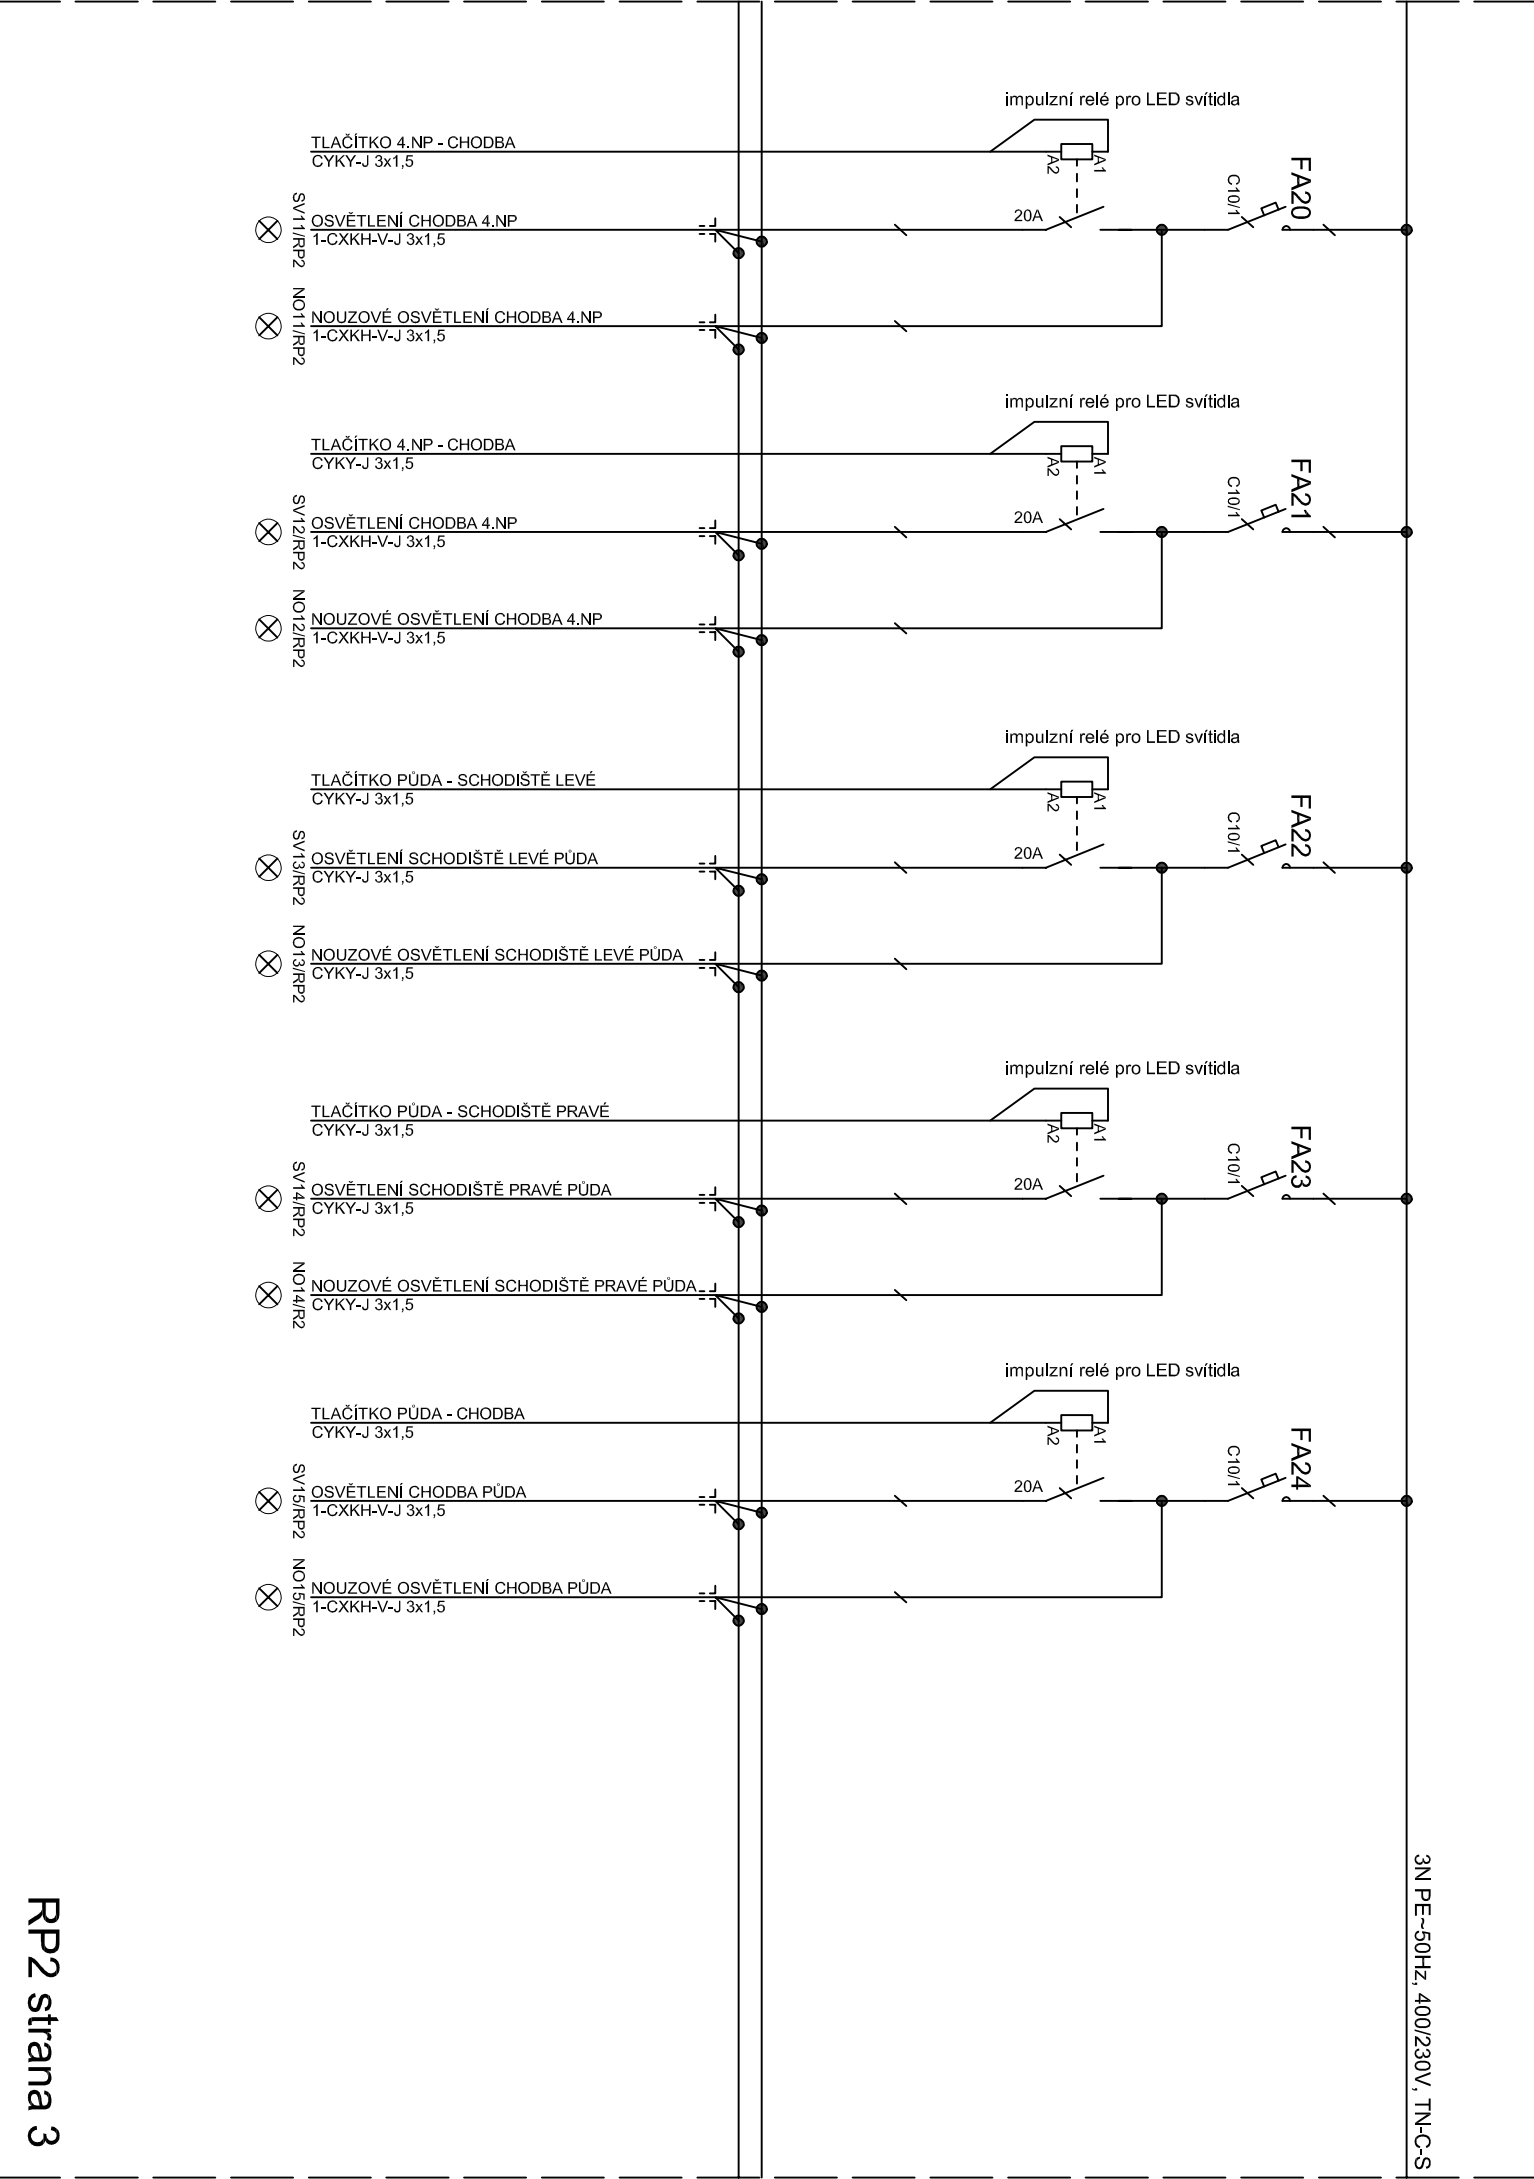 impulzní relé pro LED svítidla
TLAČÍTKO 4.NP - CHODBA
CYKY-J 3x1,5
A2
A1
FA20
C10/1
20A
SV11/RP2
OSVĚTLENÍ CHODBA 4.NP
1-CXKH-V-J 3x1,5
NO11/RP2
NOUZOVÉ OSVĚTLENÍ CHODBA 4.NP
1-CXKH-V-J 3x1,5
impulzní relé pro LED svítidla
TLAČÍTKO 4.NP - CHODBA
CYKY-J 3x1,5
A2
A1
FA21
C10/1
20A
SV12/RP2
OSVĚTLENÍ CHODBA 4.NP
1-CXKH-V-J 3x1,5
NO12/RP2
NOUZOVÉ OSVĚTLENÍ CHODBA 4.NP
1-CXKH-V-J 3x1,5
impulzní relé pro LED svítidla
TLAČÍTKO PŮDA - SCHODIŠTĚ LEVÉ
CYKY-J 3x1,5
A2
A1
FA22
C10/1
20A
SV13/RP2
OSVĚTLENÍ SCHODIŠTĚ LEVÉ PŮDA
CYKY-J 3x1,5
NO13/RP2
NOUZOVÉ OSVĚTLENÍ SCHODIŠTĚ LEVÉ PŮDA
CYKY-J 3x1,5
impulzní relé pro LED svítidla
TLAČÍTKO PŮDA - SCHODIŠTĚ PRAVÉ
CYKY-J 3x1,5
A2
A1
FA23
C10/1
20A
SV14/RP2
OSVĚTLENÍ SCHODIŠTĚ PRAVÉ PŮDA
CYKY-J 3x1,5
NO14/R2
NOUZOVÉ OSVĚTLENÍ SCHODIŠTĚ PRAVÉ PŮDA
CYKY-J 3x1,5
impulzní relé pro LED svítidla
TLAČÍTKO PŮDA - CHODBA
CYKY-J 3x1,5
A2
A1
FA24
C10/1
20A
SV15/RP2
OSVĚTLENÍ CHODBA PŮDA
1-CXKH-V-J 3x1,5
NO15/RP2
NOUZOVÉ OSVĚTLENÍ CHODBA PŮDA
1-CXKH-V-J 3x1,5
3N PE~50Hz, 400/230V, TN-C-S
RP2 strana 3